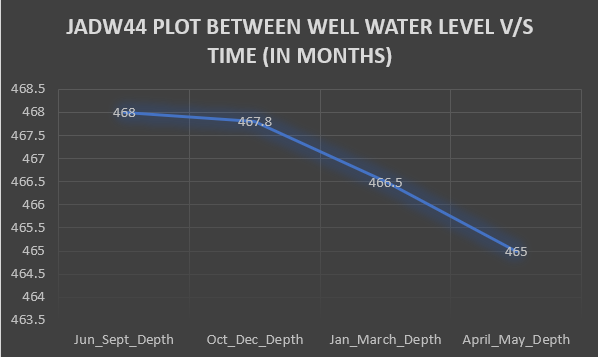 JADW44 PLOT BETWEEN WELL WATER LEVEL V/S
TIME (IN MONTHS)
468.5
468
467.5
467
466.5
466
465.5
465
464.5
464
463.5
468
467.8
466.5
465
Jun_Sept_Depth
Oct_Dec_Depth
Jan_March_Depth
April_May_Depth